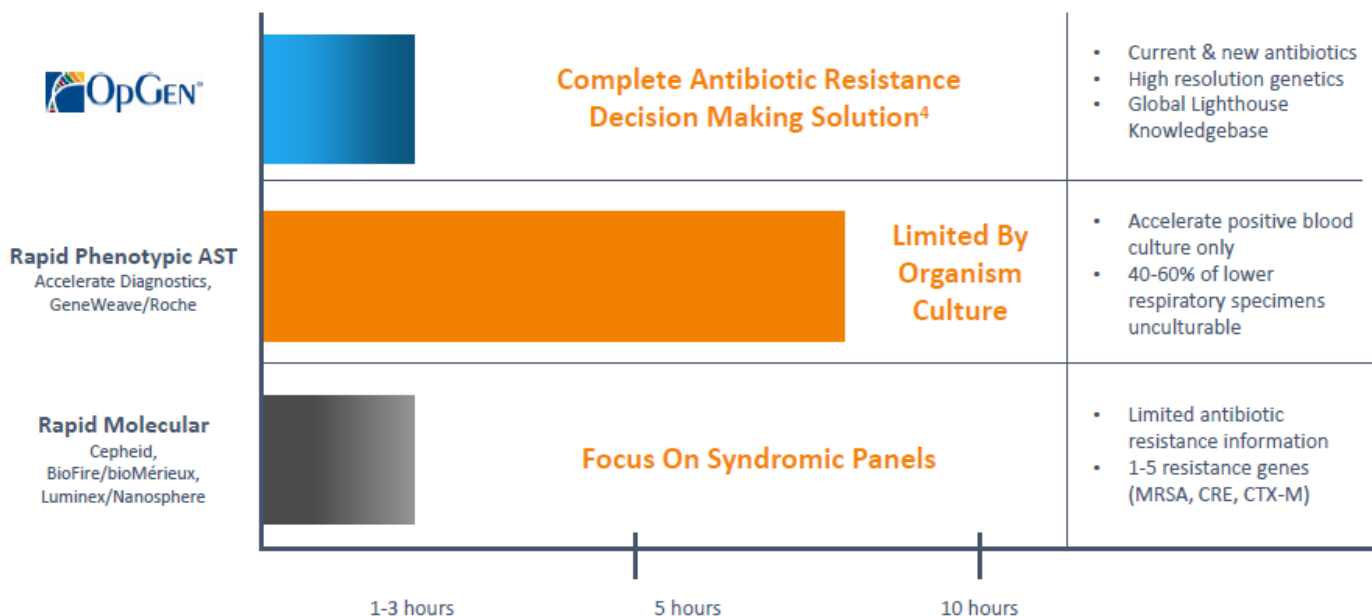 OpGen®
Complete Antibiotic Resistance
Decision Making Solution4
• Current & new antibiotics
• High resolution genetics
• Global Lighthouse
Knowledgebase
Rapid Phenotypic AST
Accelerate Diagnostics,
GeneWeave/Roche
Limited By
Organism
Culture
• Accelerate positive blood
culture only
• 40-60% of lower
respiratory specimens
unculturable
Rapid Molecular
Cepheid,
BioFire/bioMérieux,
Luminex/Nanosphere
Focus On Syndromic Panels
• Limited antibiotic
resistance information
• 1-5 resistance genes
(MRSA, CRE, CTX-M)
1-3 hours
5 hours
10 hours